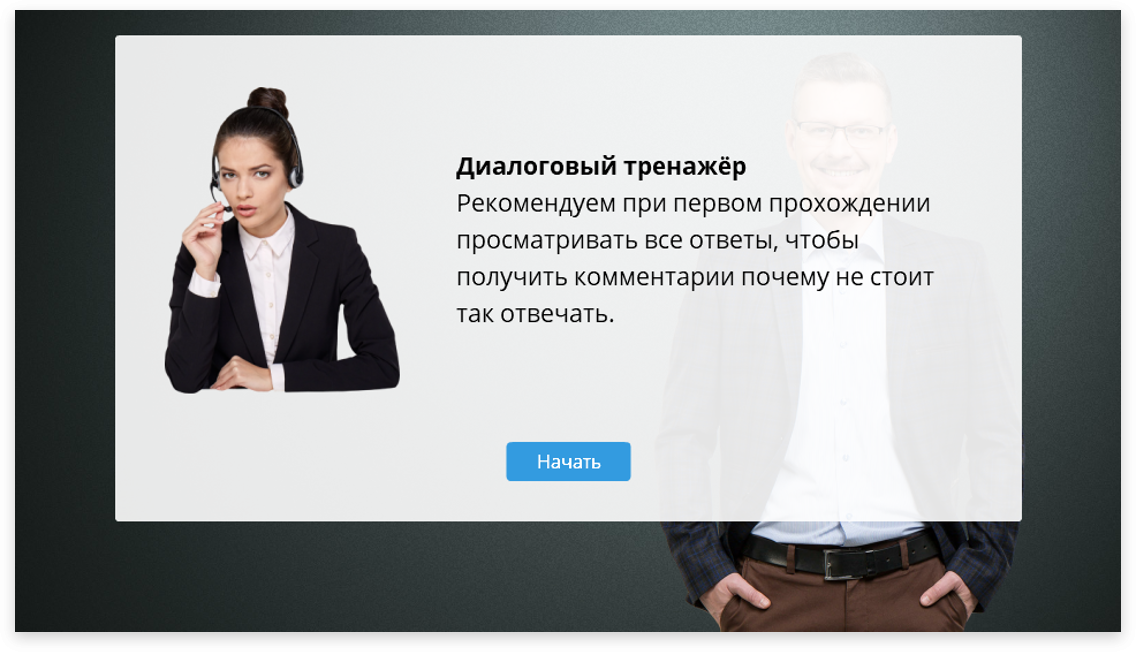 Диалоговый тренажёр
Рекомендуем при первом прохождении
просматривать все ответы, чтобы
получить комментарии почему не стоит
так отвечать.
Начать